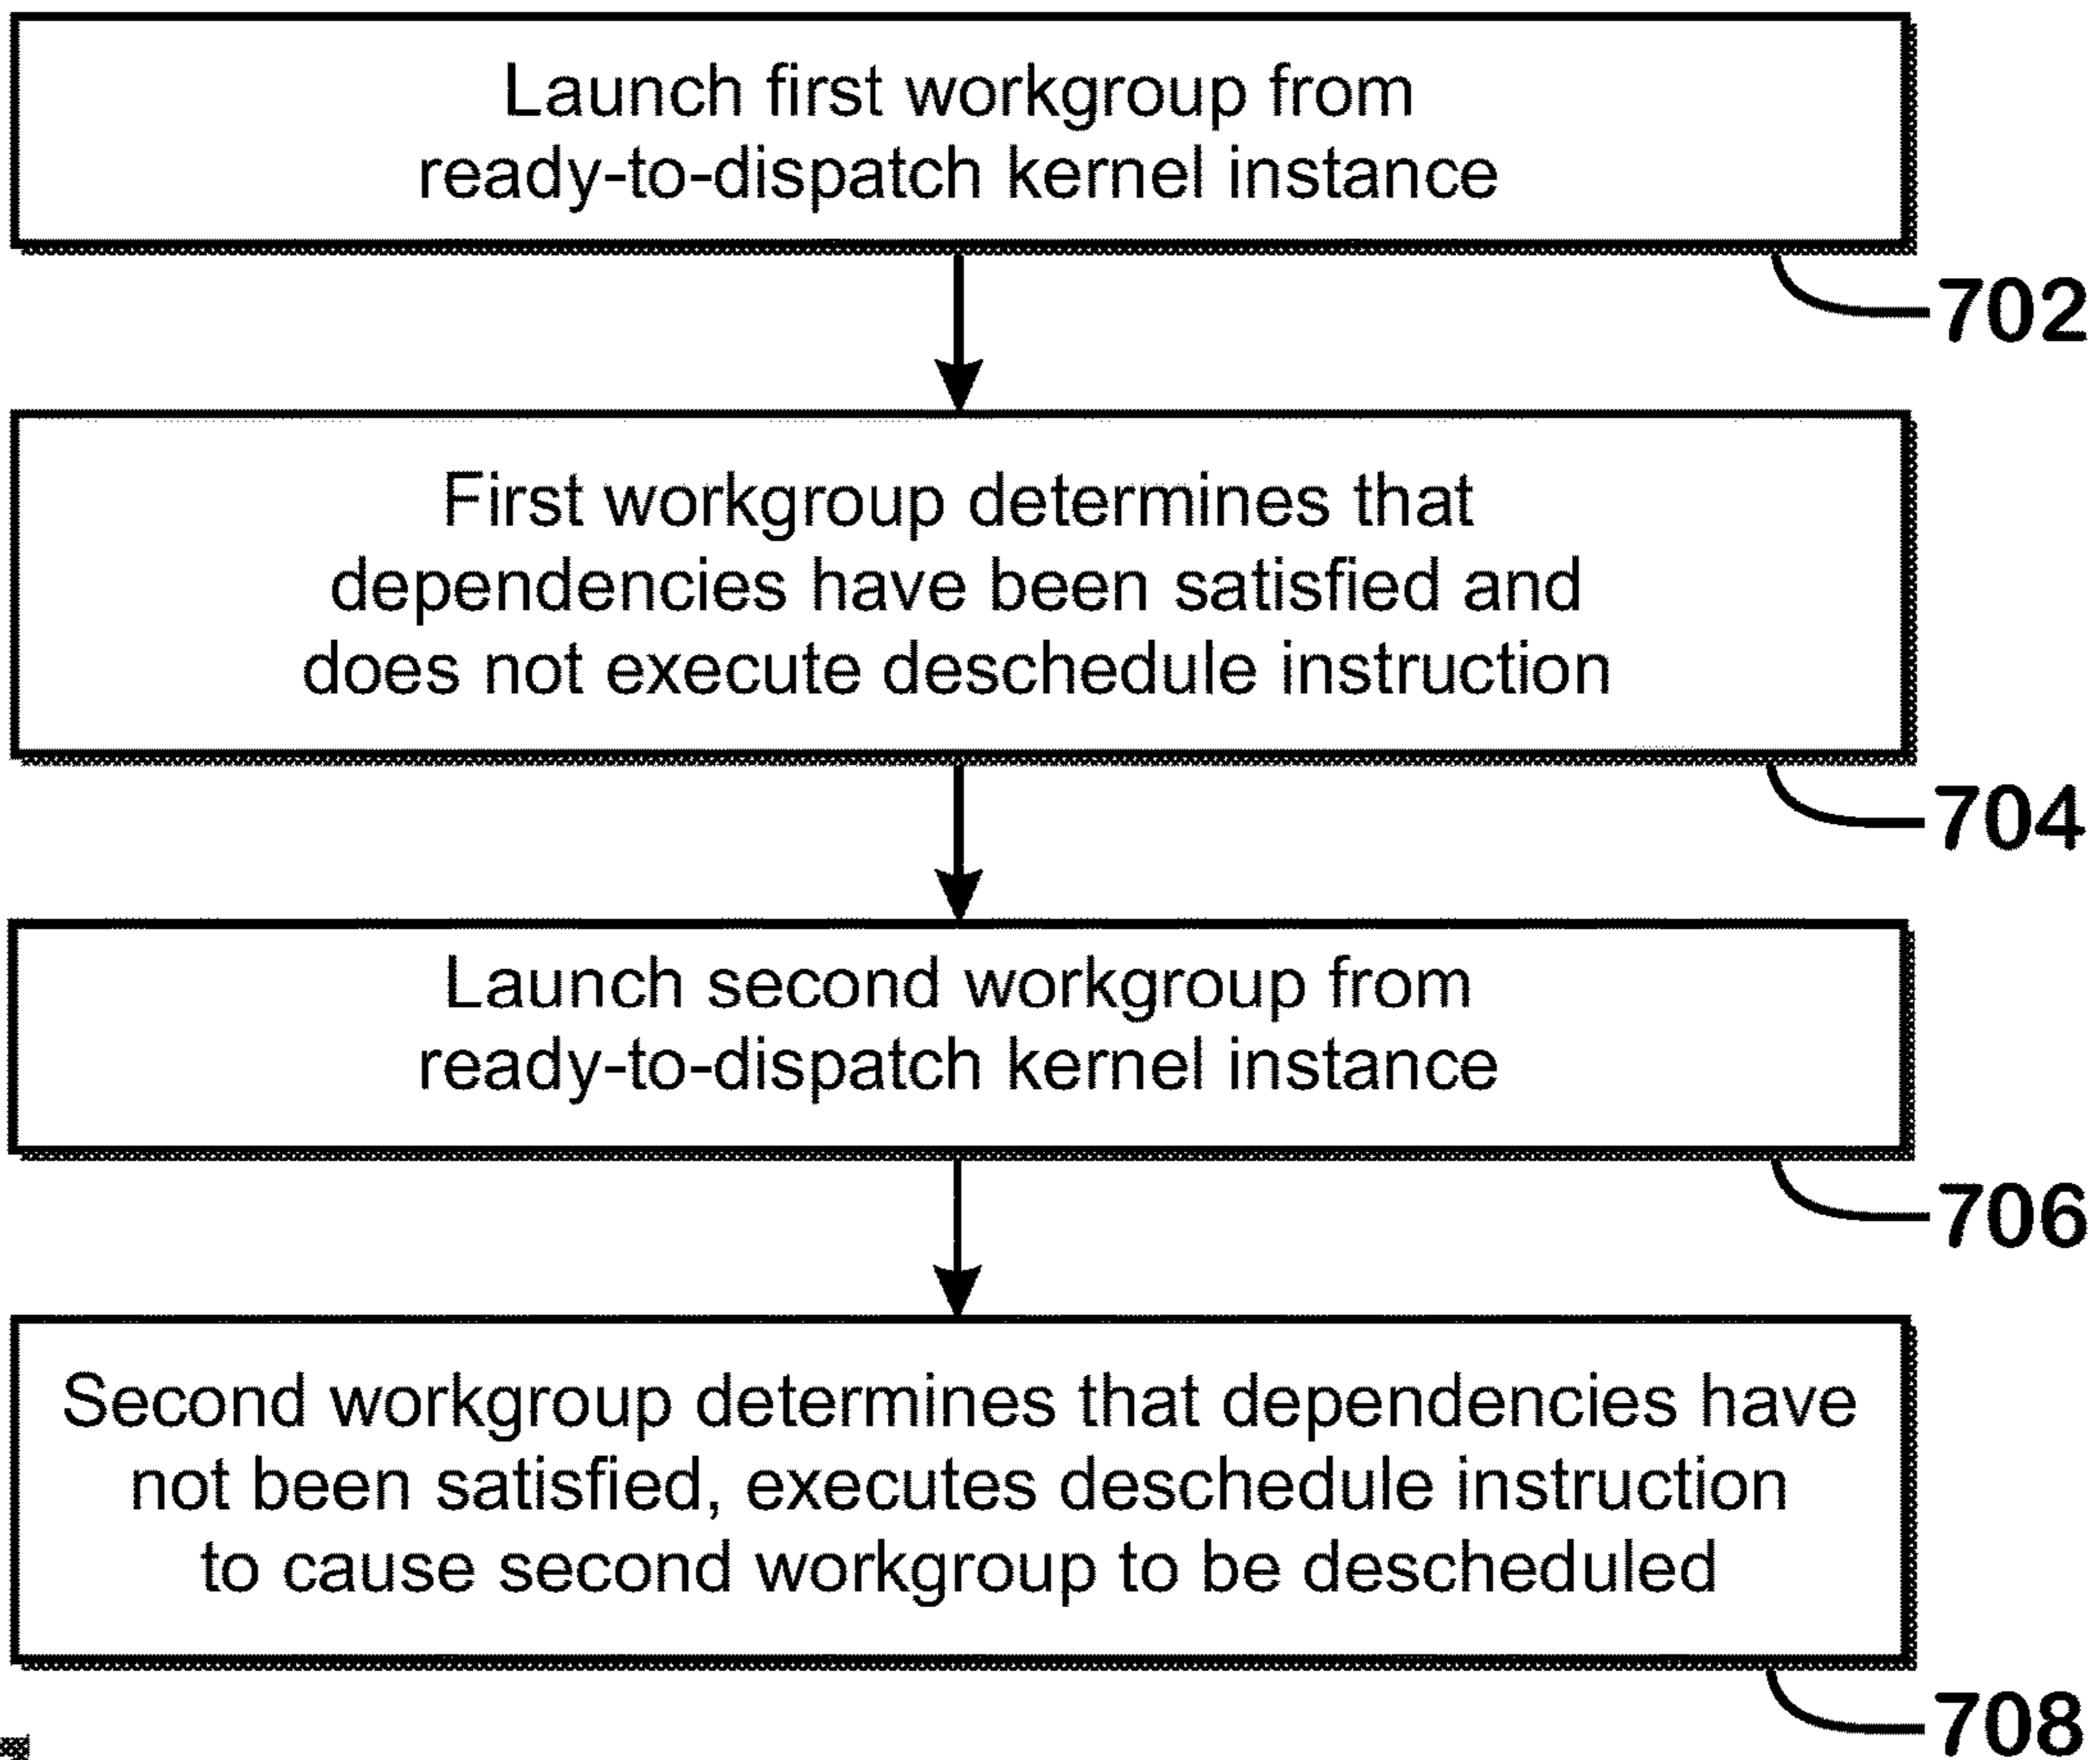 Launch first workgroup from
ready-to-dispatch kernel instance
702
First workgroup determines that
dependencies have been satisfied and
does not execute deschedule instruction
704
Launch second workgroup from
ready-to-dispatch kernel instance
706
Second workgroup determines that dependencies have
not been satisfied, executes deschedule instruction
to cause second workgroup to be descheduled
708